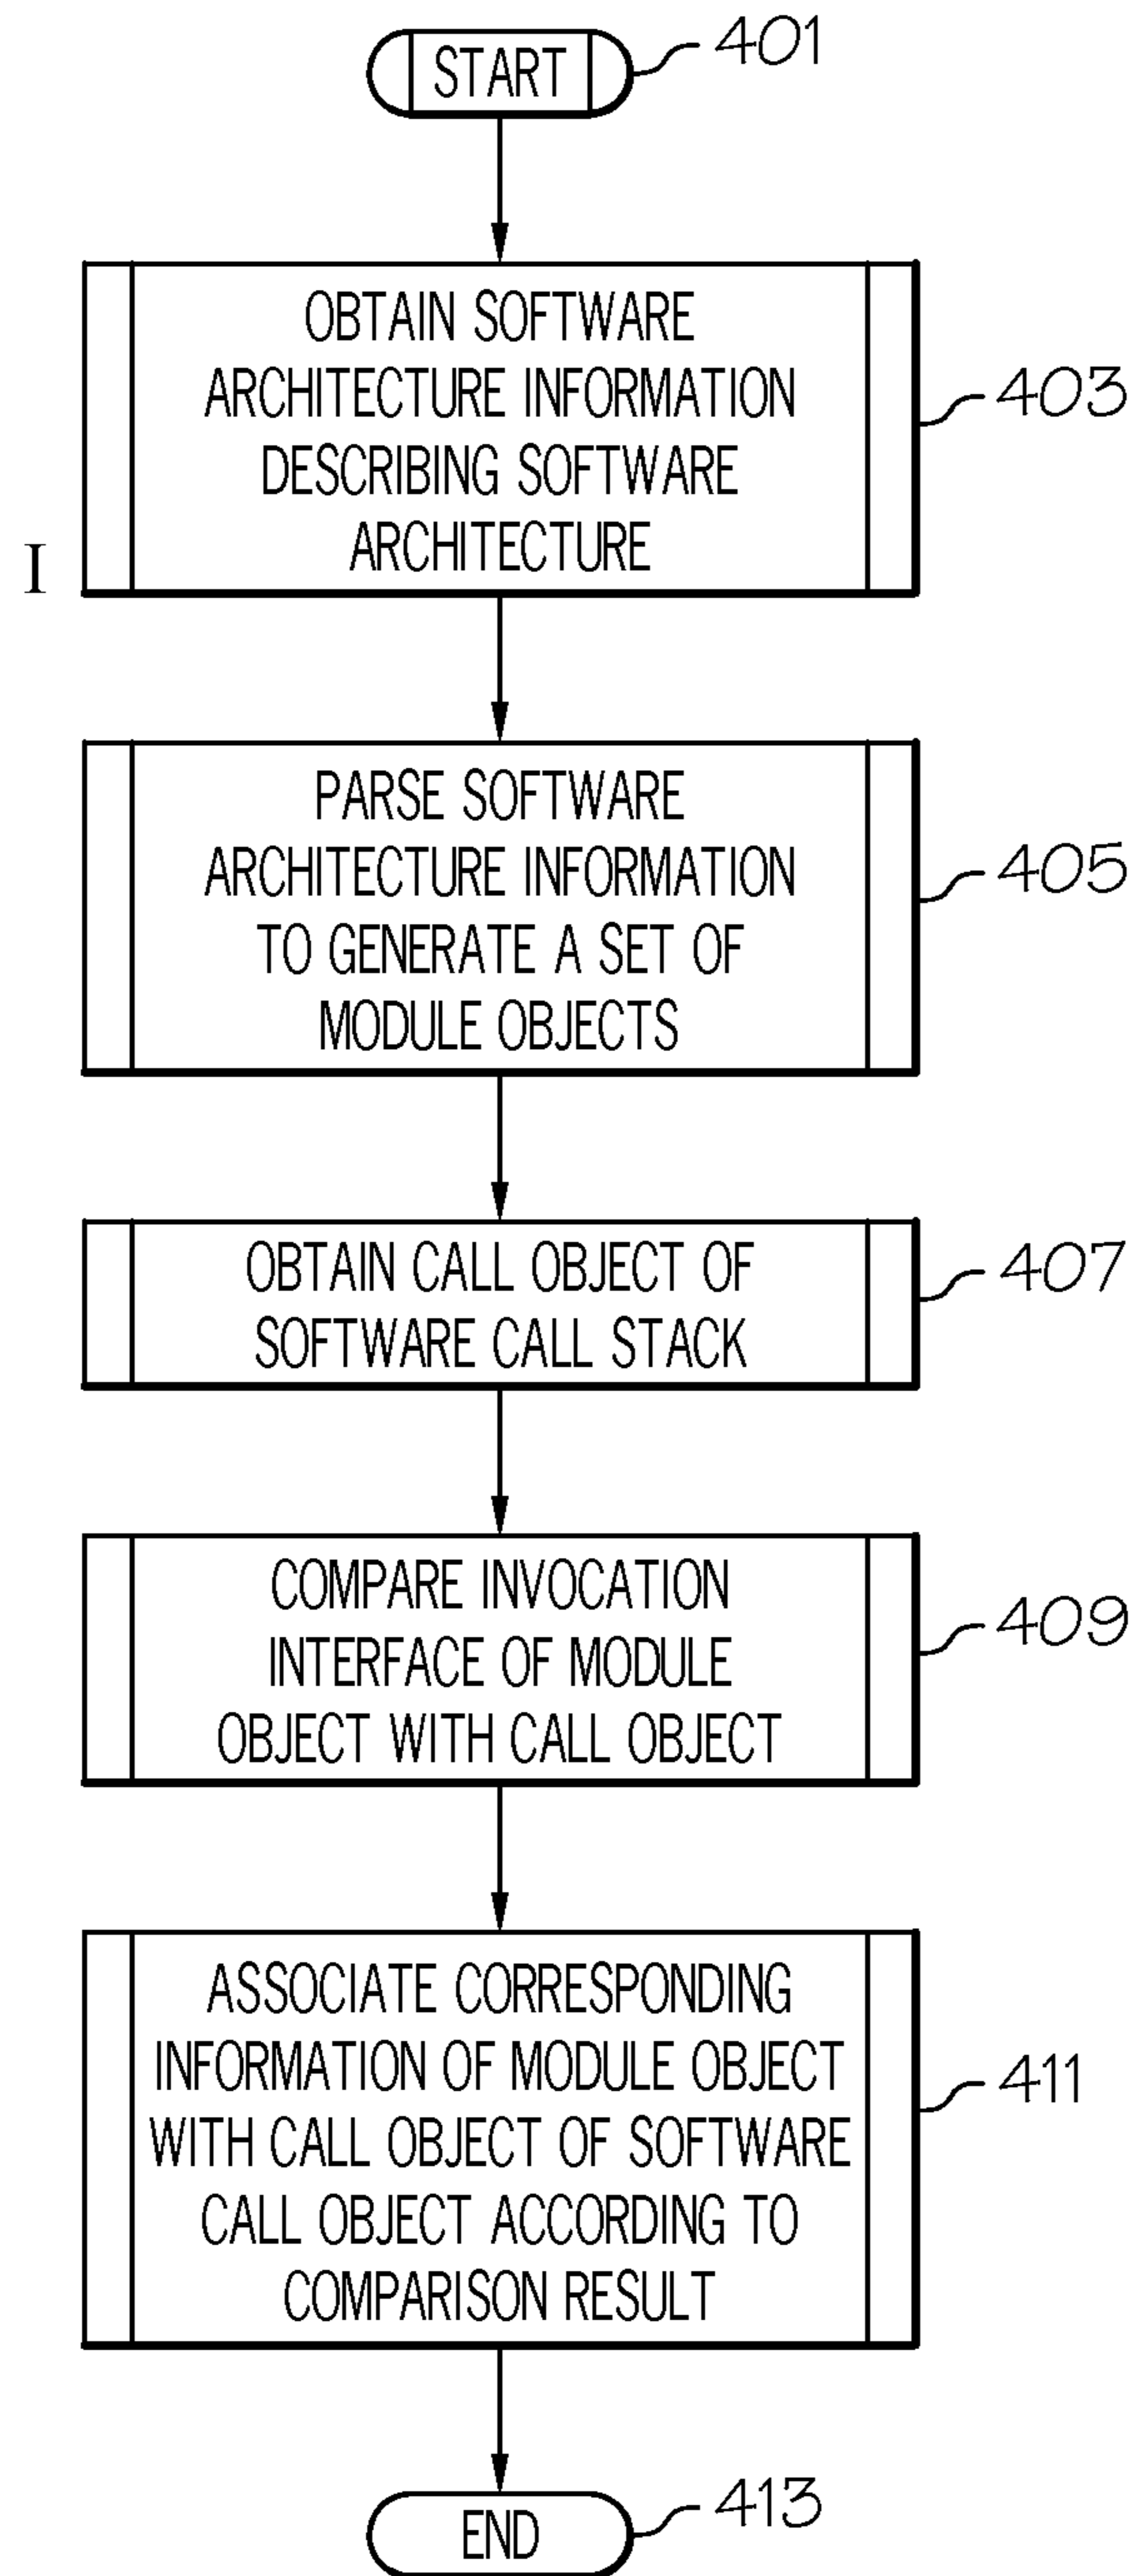 START
401
OBTAIN SOFTWARE
ARCHITECTURE INFORMATION
DESCRIBING SOFTWARE
ARCHITECTURE
403
I
PARSE SOFTWARE
ARCHITECTURE INFORMATION
TO GENERATE A SET OF
MODULE OBJECTS
405
OBTAIN CALL OBJECT OF
SOFTWARE CALL STACK
407
COMPARE INVOCATION
INTERFACE OF MODULE
OBJECT WITH CALL OBJECT
409
ASSOCIATE CORRESPONDING
INFORMATION OF MODULE OBJECT
WITH CALL OBJECT OF SOFTWARE
CALL OBJECT ACCORDING TO
COMPARISON RESULT
411
END
413